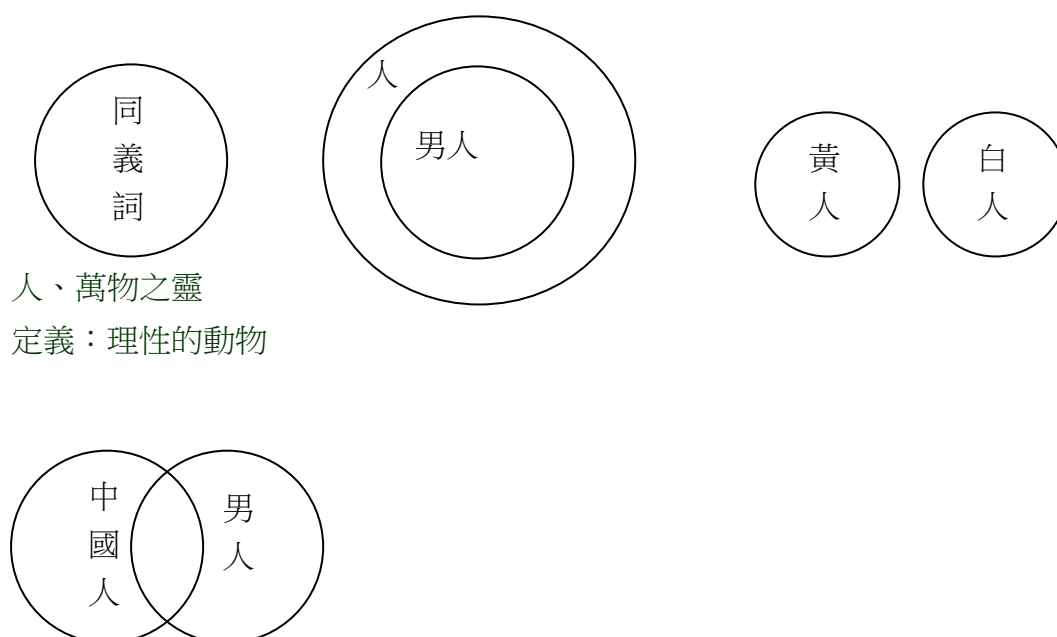 同義詞
人
男人
黃人
白人
人、萬物之靈
定義：理性的動物
中國人
男人